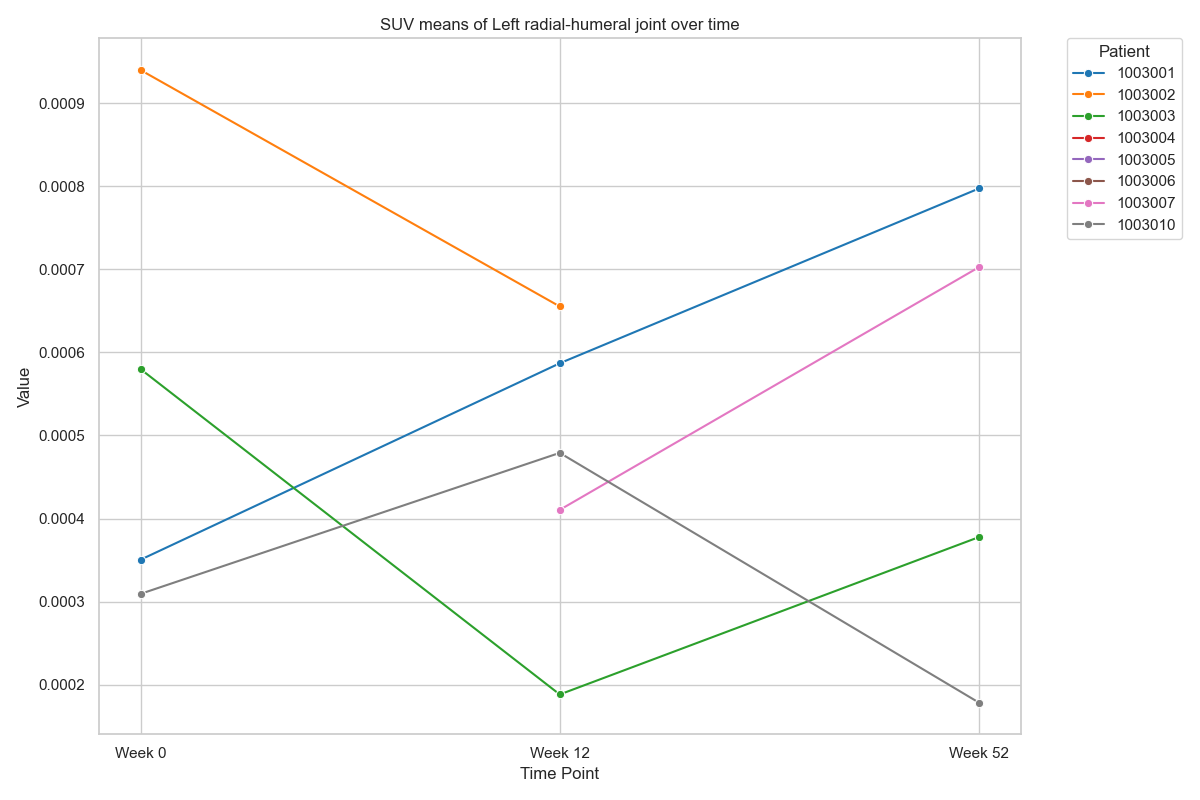 SUV means of Left radial-humeral joint over time
Patient
1003001
1003002
1003003
1003004
1003005
1003006
1003007
1003010
0.0009
0.0008
0.0007
0.0006
0.0005
0.0004
0.0003
0.0002
Value
Week 0
Week 12
Week 52
Time Point